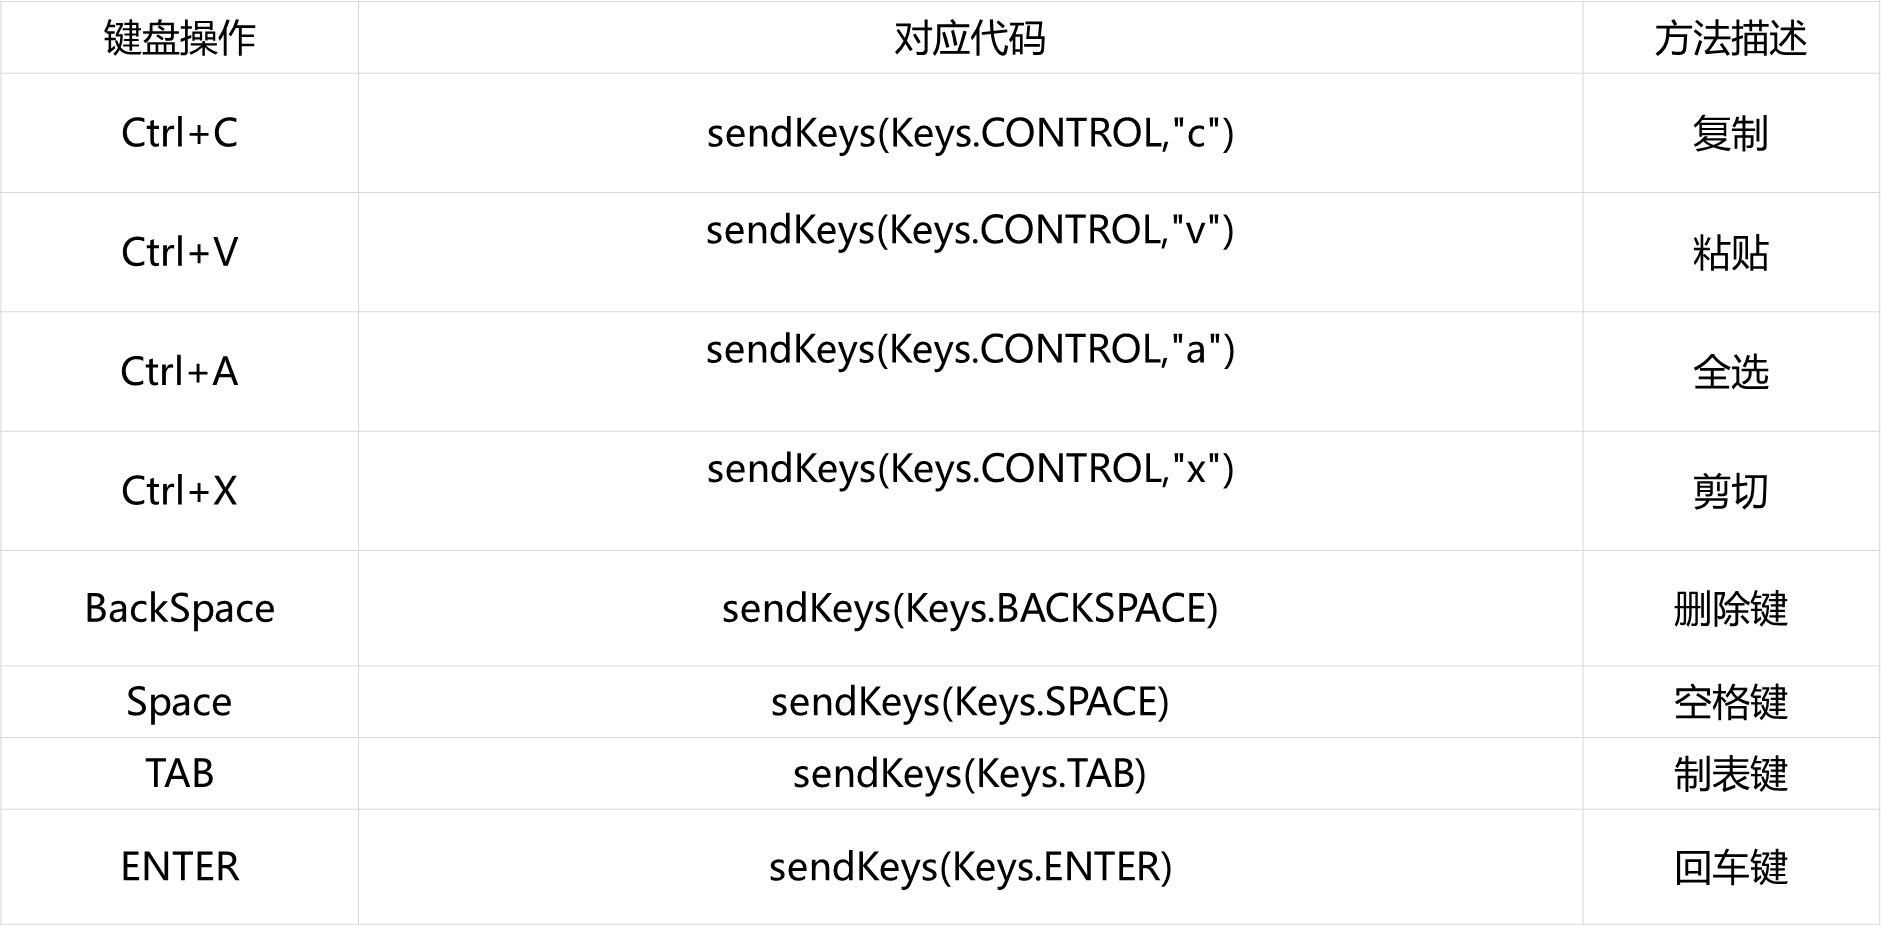 键盘操作 对应代码 方法描述
Ctrl+C sendKeys(Keys.CONTROL,"c") 复制
Ctrl+V sendKeys(Keys.CONTROL,"v") 粘贴
Ctrl+A sendKeys(Keys.CONTROL,"a") 全选
Ctrl+X sendKeys(Keys.CONTROL,"x") 剪切
BackSpace sendKeys(Keys.BACKSPACE) 删除键
Space sendKeys(Keys.SPACE) 空格键
TAB sendKeys(Keys.TAB) 制表键
ENTER sendKeys(Keys.ENTER) 回车键